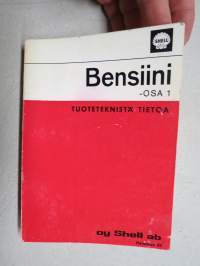 SHELL
Bensiini
-OSA 1
TUOTETEKNISTÄ TIETOA
oy Shell ab